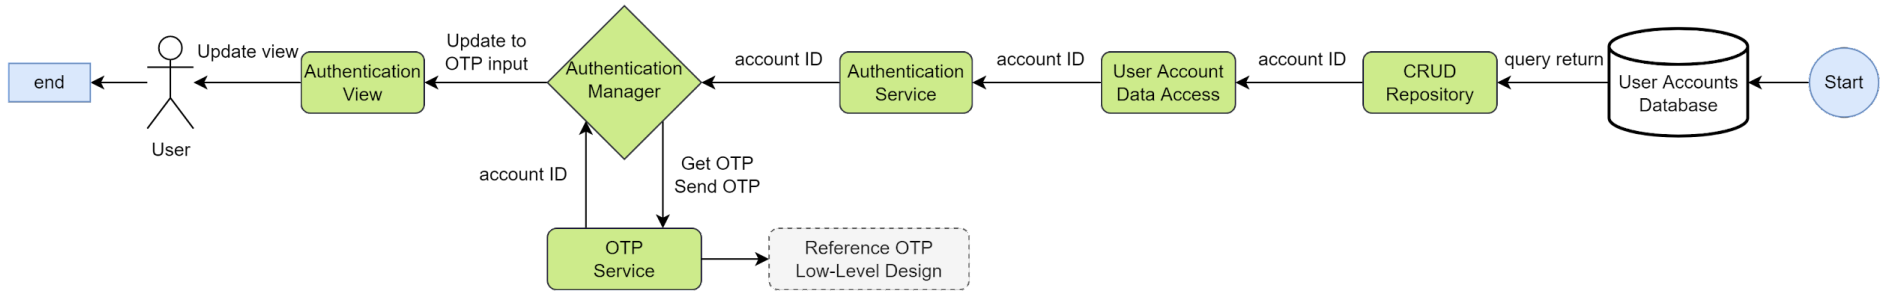 end
Update view
User
Authentication
View
Update to
OTP input
Authentication
Manager
account ID
Authentication
Service
account ID
User Account
Data Access
account ID
CRUD
Repository
query return
User Accounts
Database
Start
account ID
Get OTP
Send OTP
OTP
Service
Reference OTP
Low-Level Design